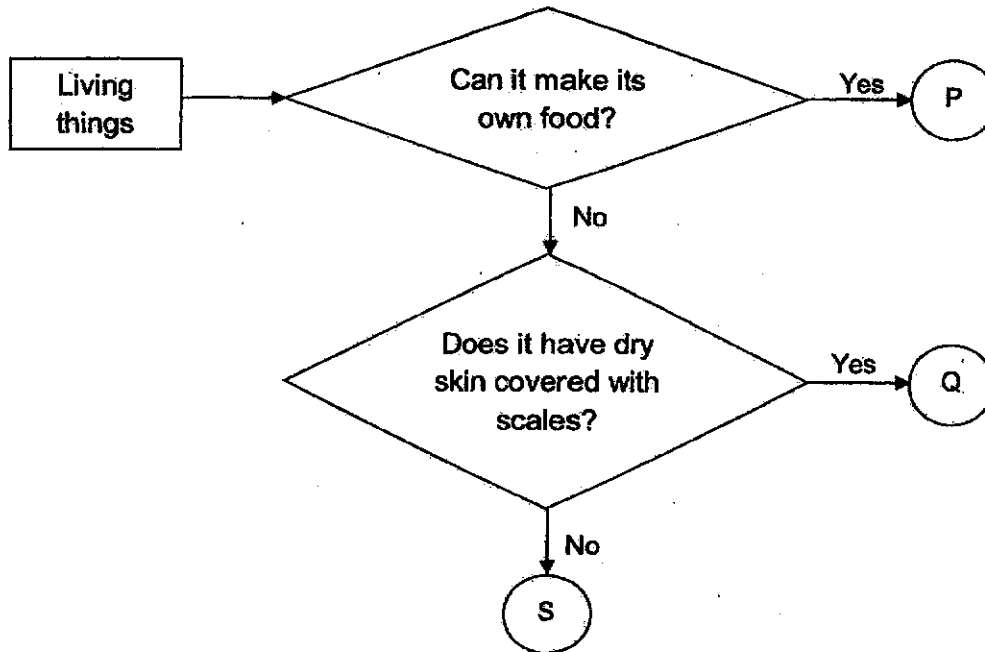 Living
things
Can it make its
own food?
Yes
P
No
Does it have dry
skin covered with
scales?
Yes
Q
No
S